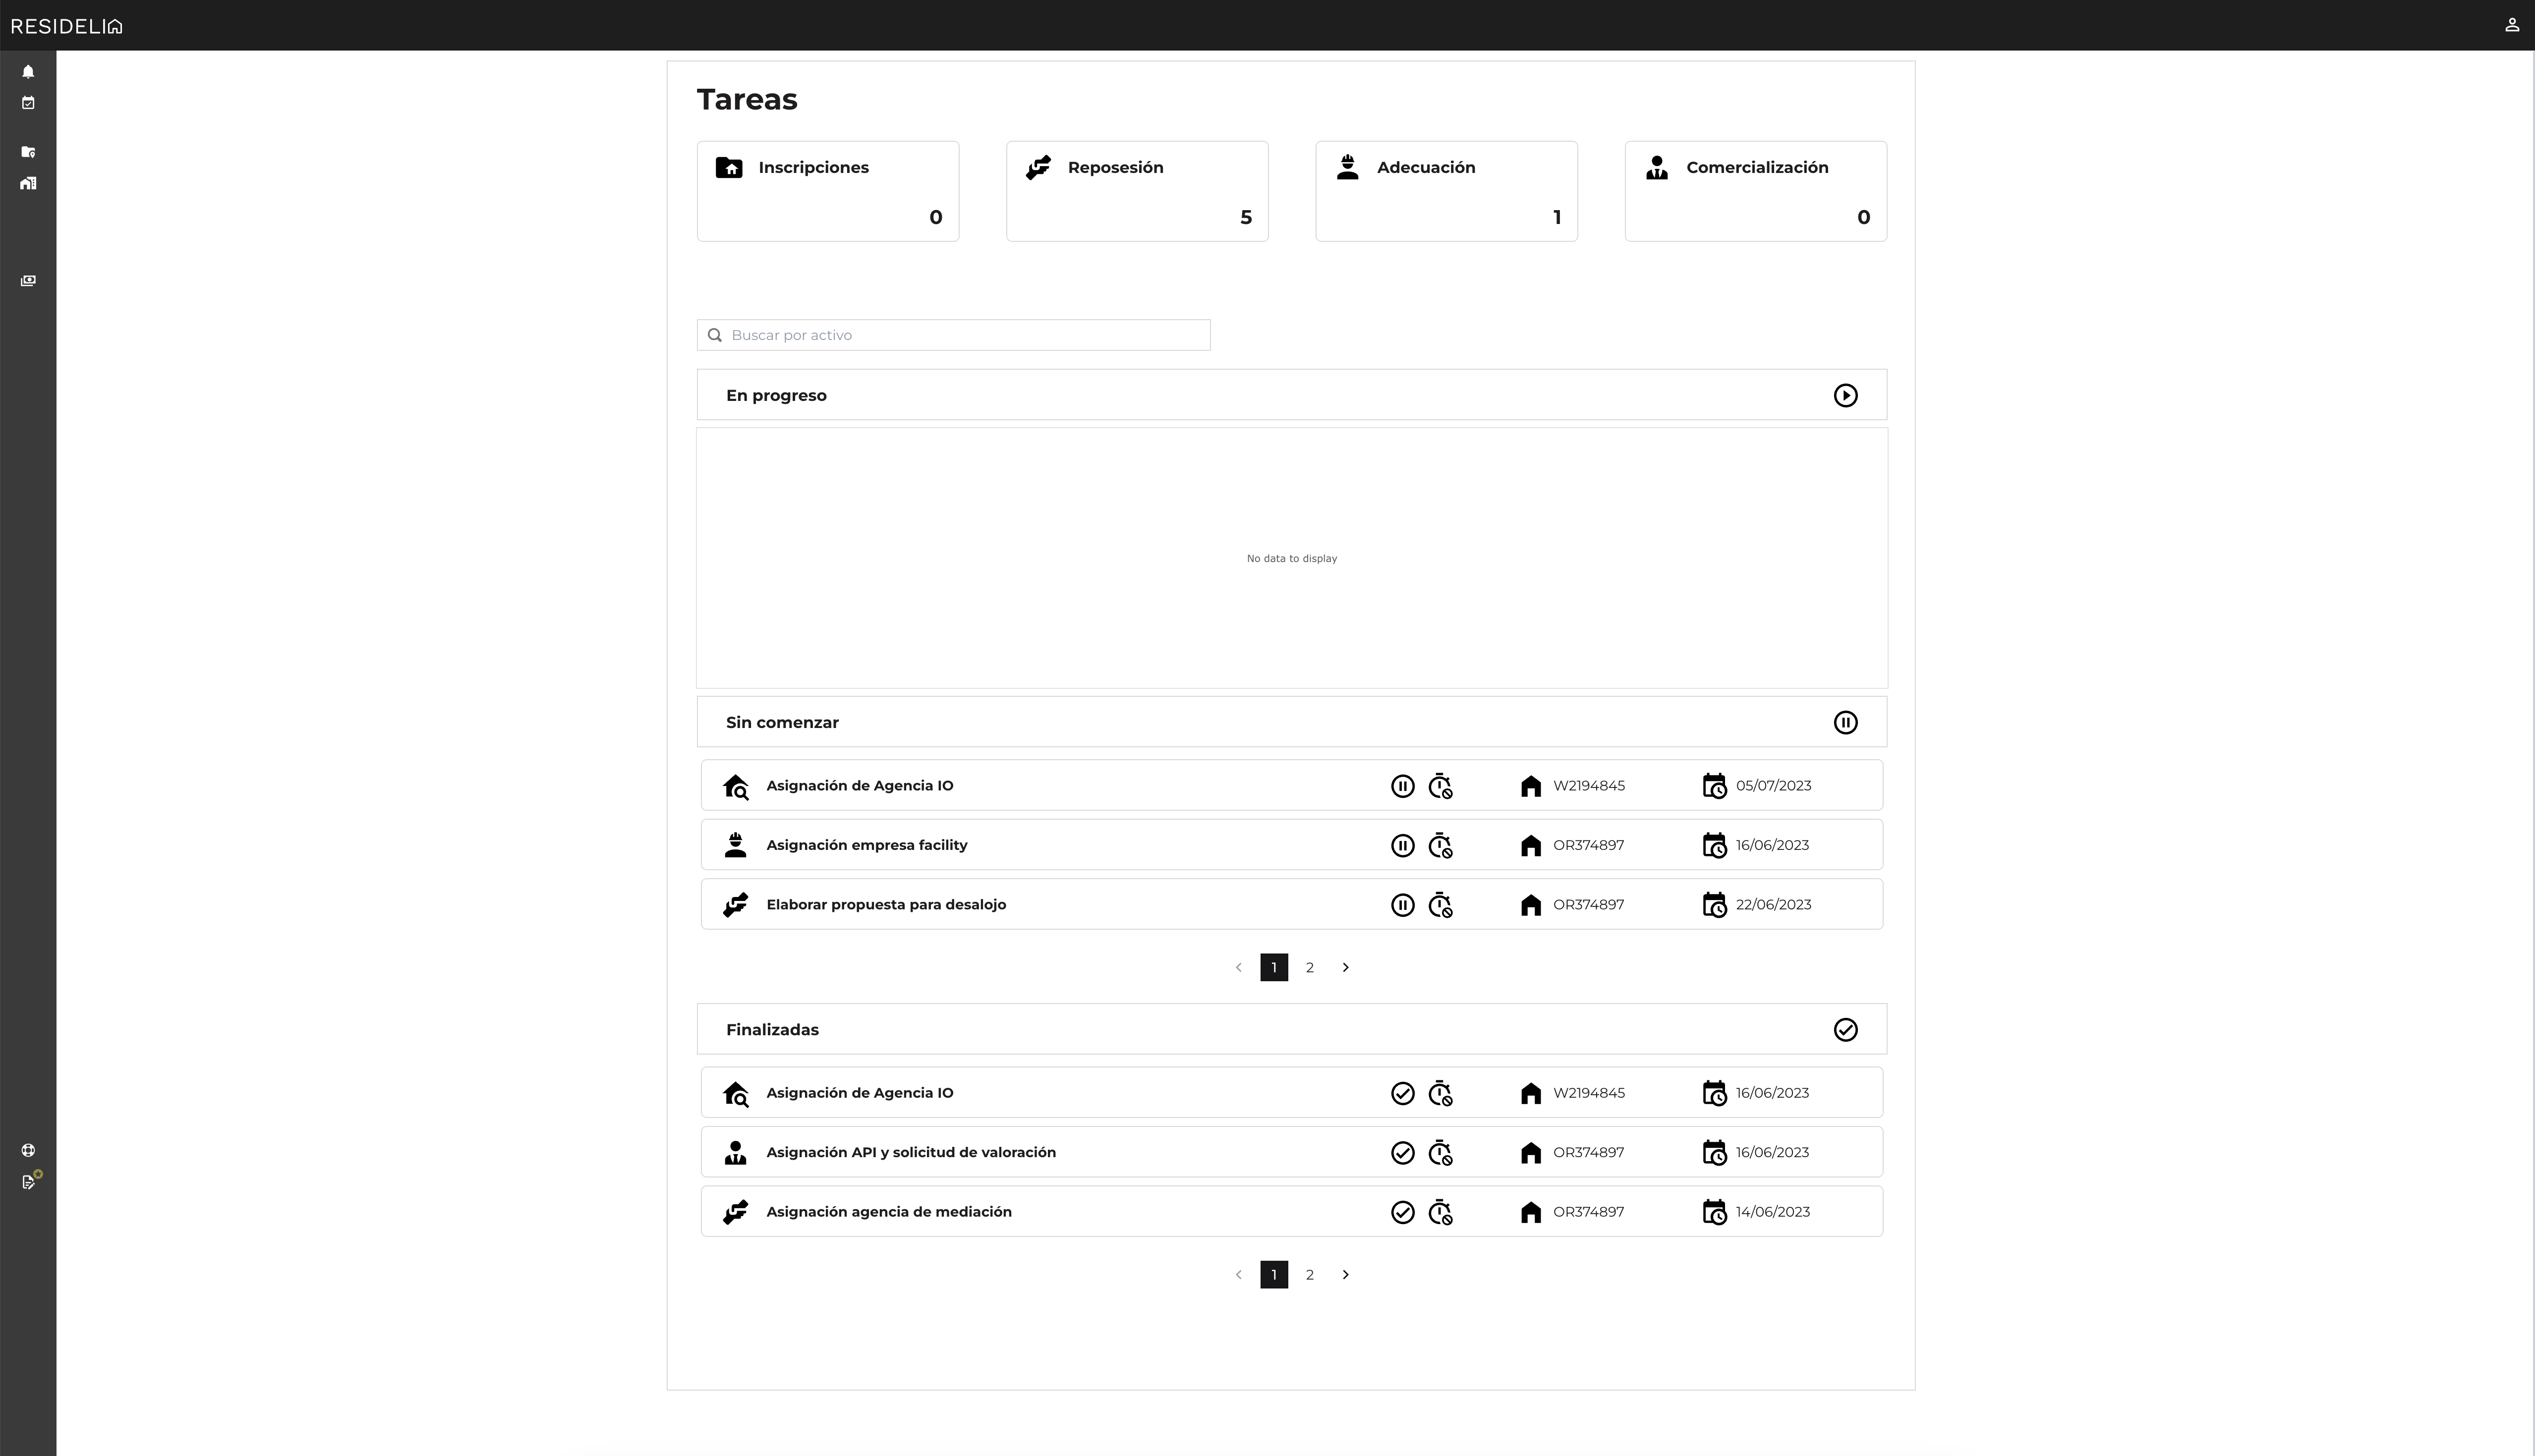 RESIDELIA
Tareas
Inscripciones
0
Reposesión
5
Adecuación
1
Comercialización
0
Buscar por activo
En progreso
No data to display
Sin comenzar
Asignación de Agencia IO W2194845 05/07/2023
Asignación empresa facility OR374897 16/06/2023
Elaborar propuesta para desalojo OR374897 22/06/2023
1 2
Finalizadas
Asignación de Agencia IO W2194845 16/06/2023
Asignación API y solicitud de valoración OR374897 16/06/2023
Asignación agencia de mediación OR374897 14/06/2023
1 2